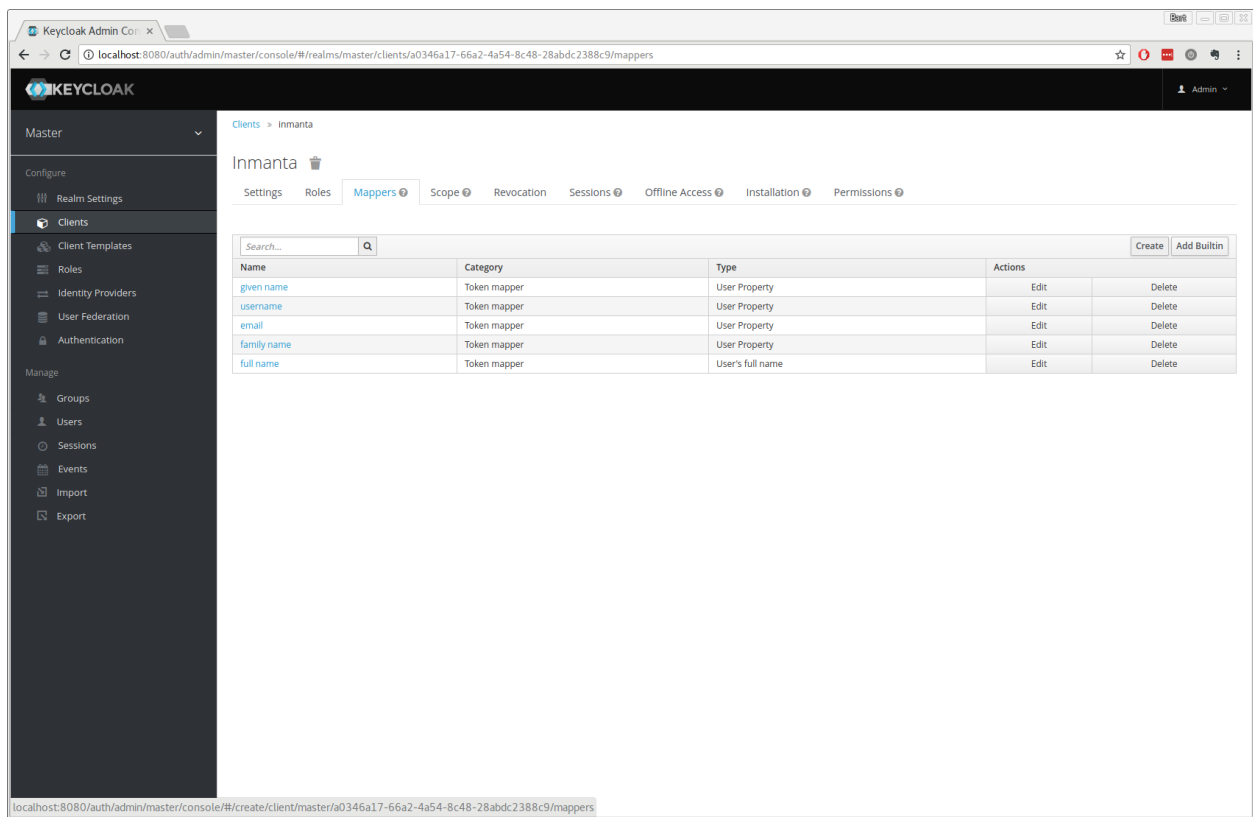 Bart
Keycloak Admin Con
localhost:8080/auth/admin/master/console/#/realms/master/clients/a0346a17-66a2-4a54-8c48-28abdc2388c9/mappers
KEYCLOAK
Admin
Master
Clients » inmanta
Inmanta
Configure
Settings Roles Mappers Scope Revocation Sessions Offline Access Installation Permissions
Realm Settings
Clients
Client Templates
Roles
Identity Providers
User Federation
Authentication
Manage
Groups
Users
Sessions
Events
Import
Export
Search... Create Add Builtin
Name Category Type Actions
given name Token mapper User Property Edit Delete
username Token mapper User Property Edit Delete
email Token mapper User Property Edit Delete
family name Token mapper User Property Edit Delete
full name Token mapper User's full name Edit Delete
localhost:8080/auth/admin/master/console/#/create/client/master/a0346a17-66a2-4a54-8c48-28abdc2388c9/mappers